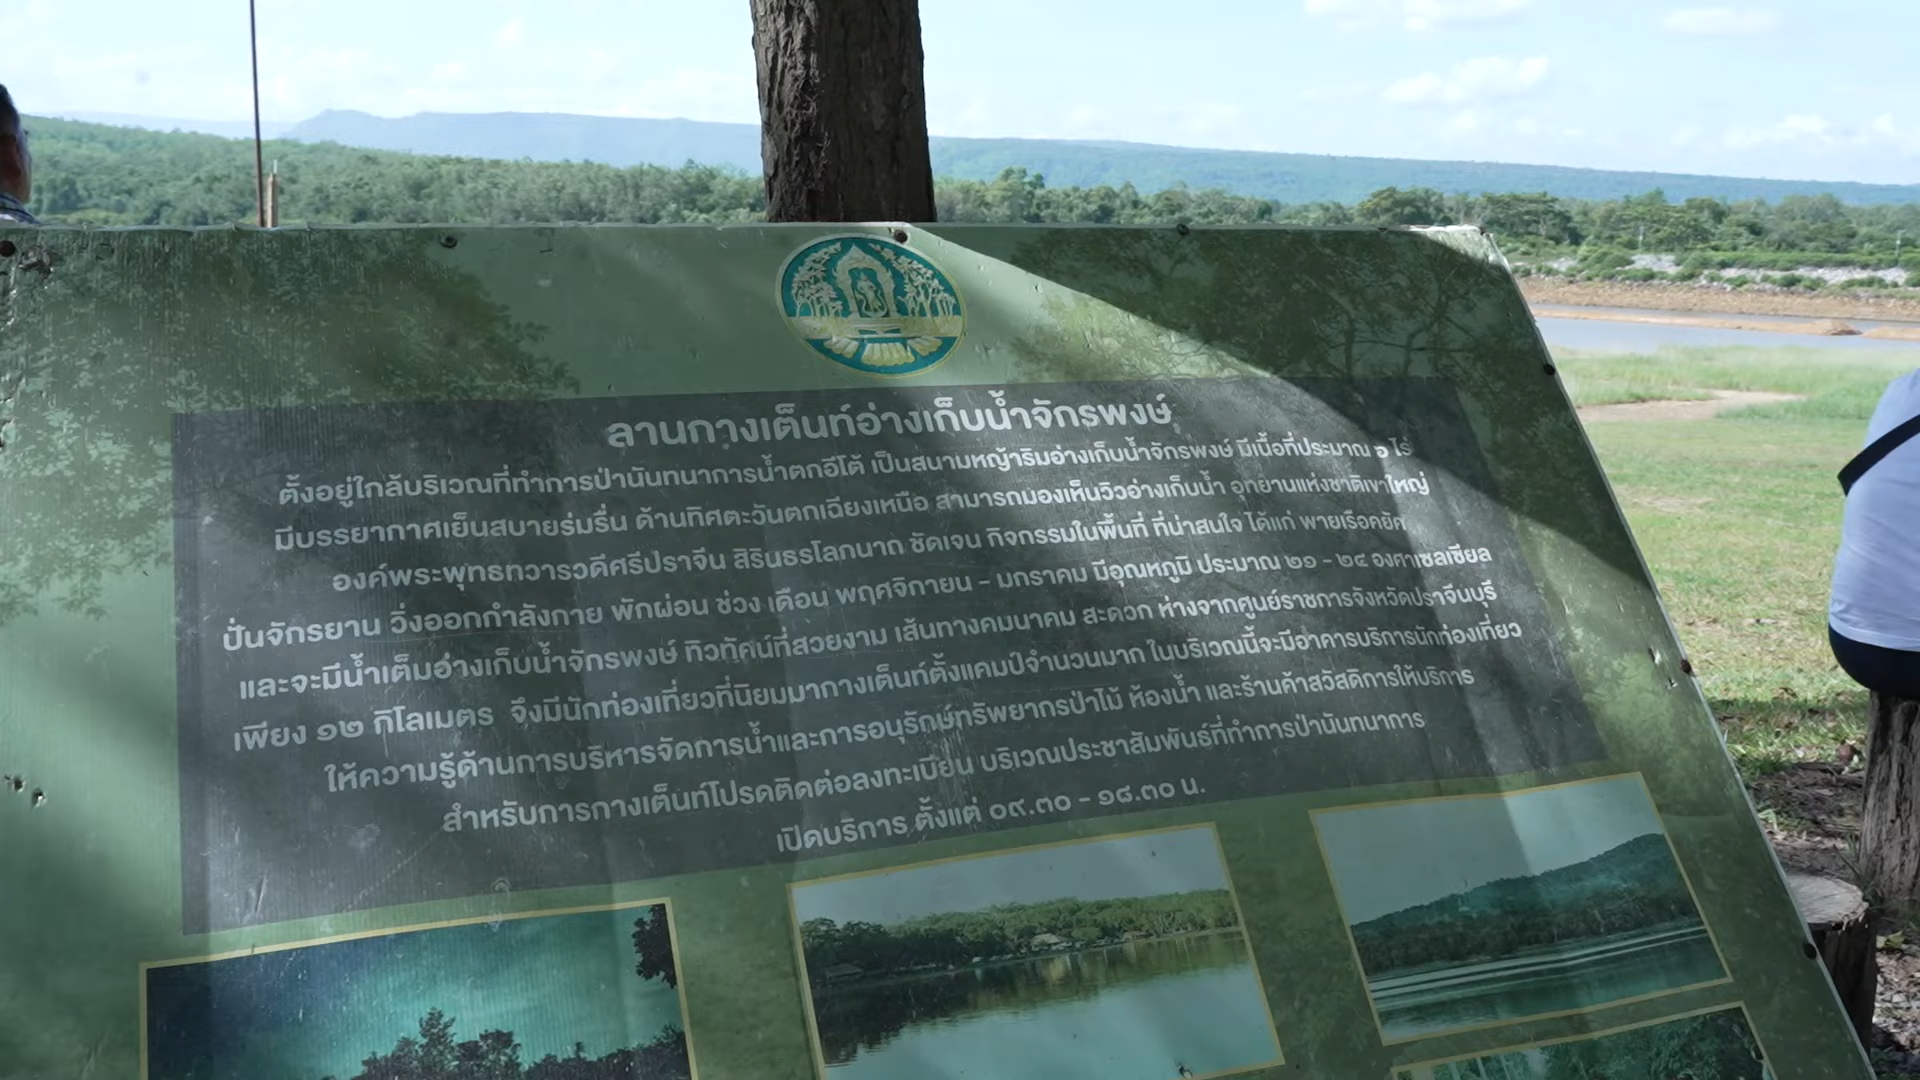 ลานกางเต็นท์อ่างเก็บน้ำจักรพงษ์
ตั้งอยู่ใกล้บริเวณที่ทำการป่านันทนาการน้ำตกอีโต้ เป็นสนามหญ้าริมอ่างเก็บน้ำจักรพงษ์ มีเนื้อที่ประมาณ ๖ ไร่
มีบรรยากาศเย็นสบายร่มรื่น ด้านทิศตะวันตกเฉียงเหนือ สามารถมองเห็นวิวอ่างเก็บน้ำ อุทยานแห่งชาติเขาใหญ่
องค์พระพุทธทวารวดีศรีปราจีน สิรินธรโลกนาถ ชัดเจน กิจกรรมในพื้นที่ ที่น่าสนใจ ได้แก่ พายเรือคยัค
ปั่นจักรยาน วิ่งออกกำลังกาย พักผ่อน ช่วง เดือน พฤศจิกายน - มกราคม มีอุณหภูมิ ประมาณ ๒๑ - ๒๔ องศาเซลเซียล
และจะมีน้ำเต็มอ่างเก็บน้ำจักรพงษ์ ทิวทัศน์ที่สวยงาม เส้นทางคมนาคม สะดวก ห่างจากศูนย์ราชการจังหวัดปราจีนบุรี
เพียง ๑๒ กิโลเมตร จึงมีนักท่องเที่ยวที่นิยมมากางเต็นท์ตั้งแคมป์จำนวนมาก ในบริเวณนี้จะมีอาคารบริการนักท่องเที่ยว
ให้ความรู้ด้านการบริหารจัดการน้ำและการอนุรักษ์ทรัพยากรป่าไม้ ห้องน้ำ และร้านค้าสวัสดิการให้บริการ
สำหรับการกางเต็นท์โปรดติดต่อลงทะเบียน บริเวณประชาสัมพันธ์ที่ทำการป่านันทนาการ
เปิดบริการ ตั้งแต่ ๐๙.๓๐ - ๑๘.๓๐ น.